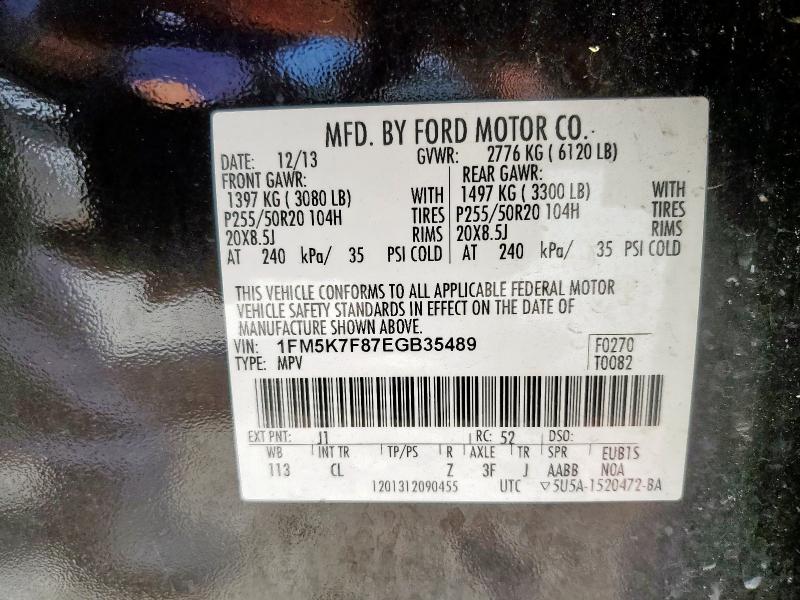 MFD. BY FORD MOTOR CO.
DATE: 12/13 GVWR: 2776 KG ( 6120 LB)
FRONT GAWR: REAR GAWR:
1397 KG ( 3080 LB) WITH 1497 KG ( 3300 LB) WITH
P255/50R20 104H TIRES P255/50R20 104H TIRES
20X8.5J RIMS 20X8.5J RIMS
AT 240 kPa/ 35 PSI COLD AT 240 kPa/ 35 PSI COLD
THIS VEHICLE CONFORMS TO ALL APPLICABLE FEDERAL MOTOR
VEHICLE SAFETY STANDARDS IN EFFECT ON THE DATE OF
MANUFACTURE SHOWN ABOVE.
VIN: 1FM5K7F87EGB35489 F0270
TYPE: MPV T0082
EXT PNT: J1 RC: 52 DSO:
WB INT TR TP/PS R AXLE TR SPR EUB1S
113 CL Z 3F J AABB NOA
1201312090455 UTC ▽5U5A-1520472-BA